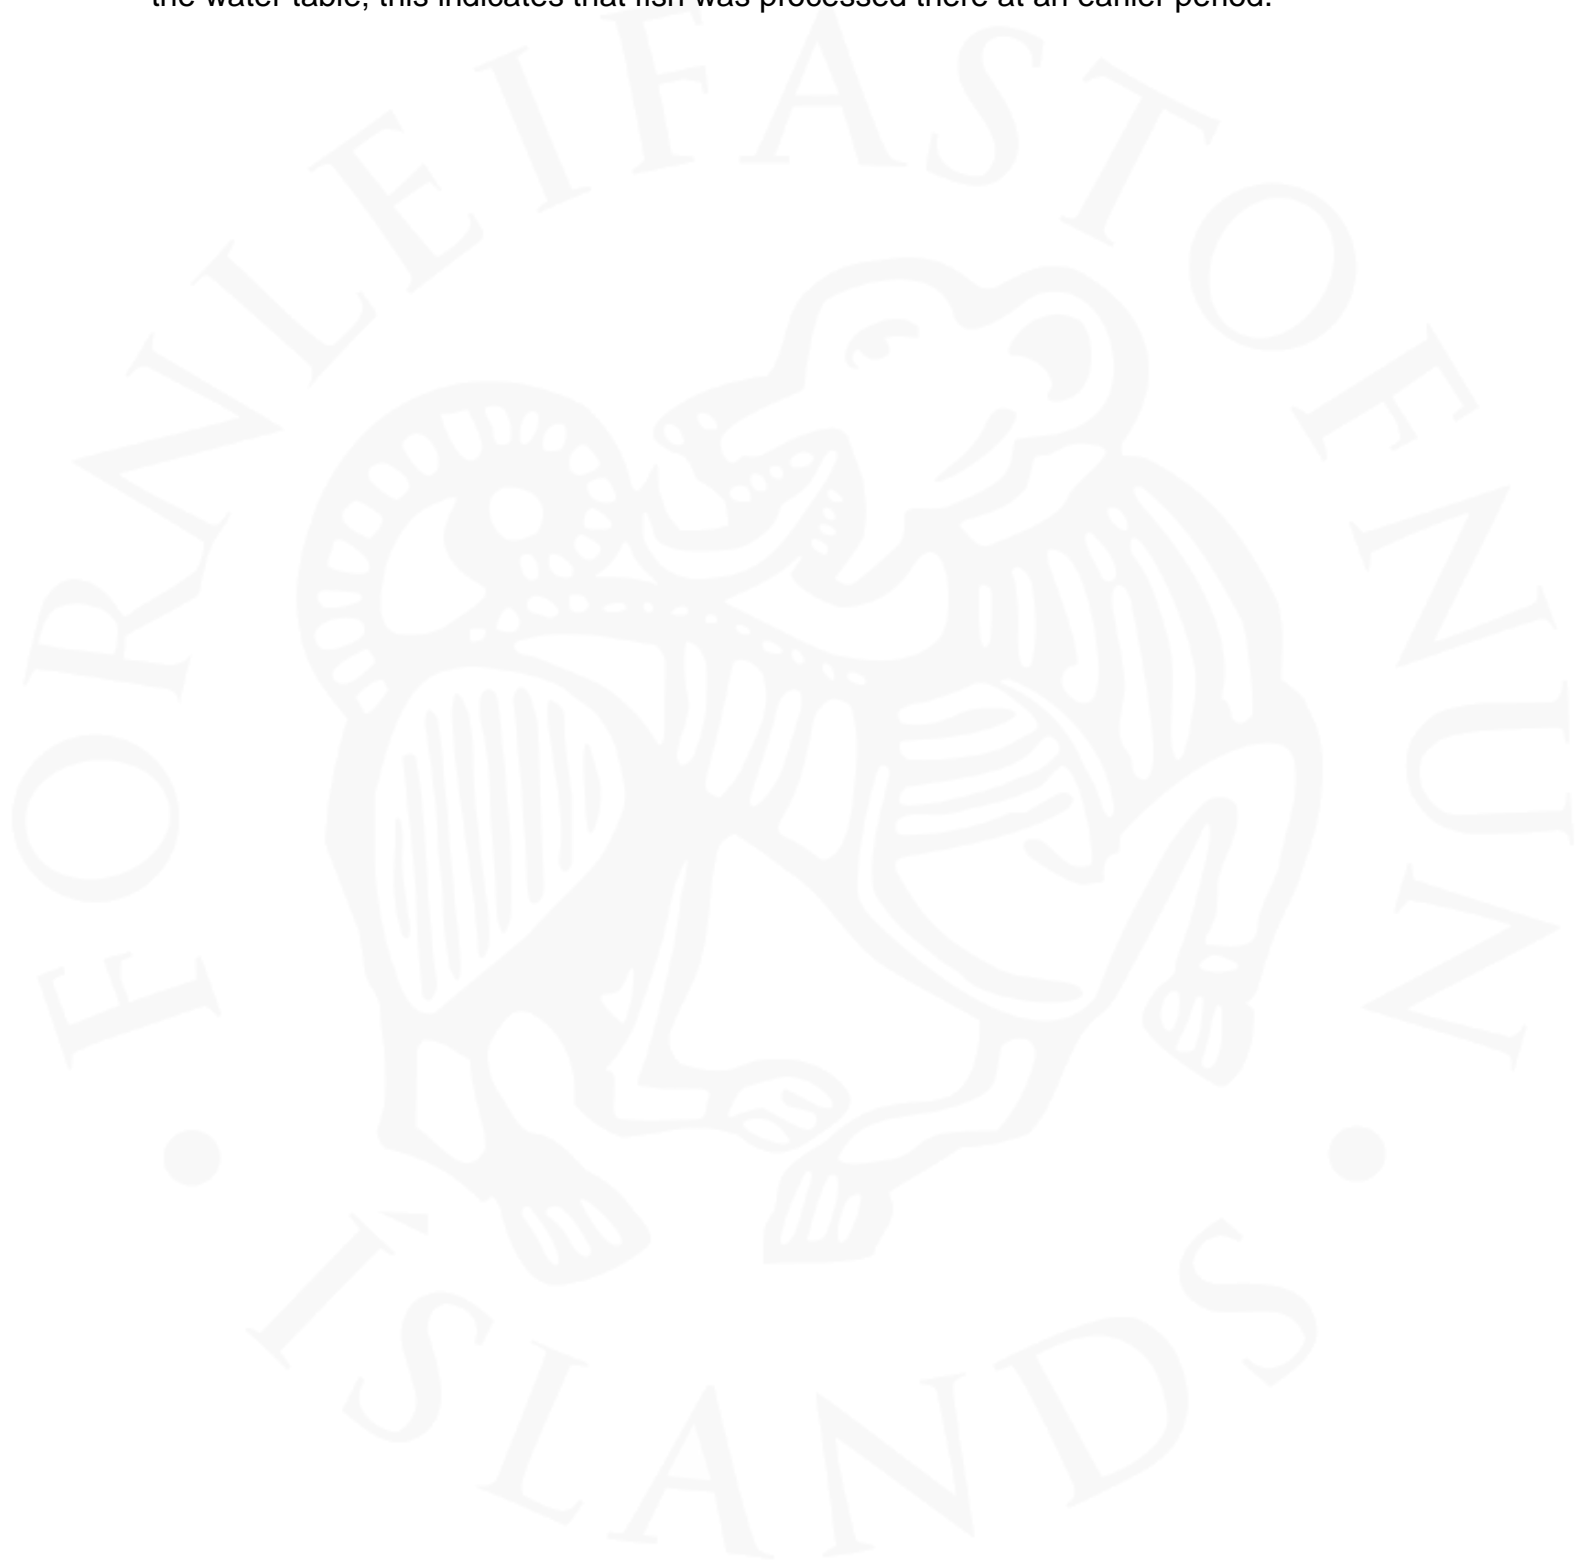 the water table, this indicates that fish was processed there at an earlier period.
FORNLEIFASTOFNUN
ÍSLANDS